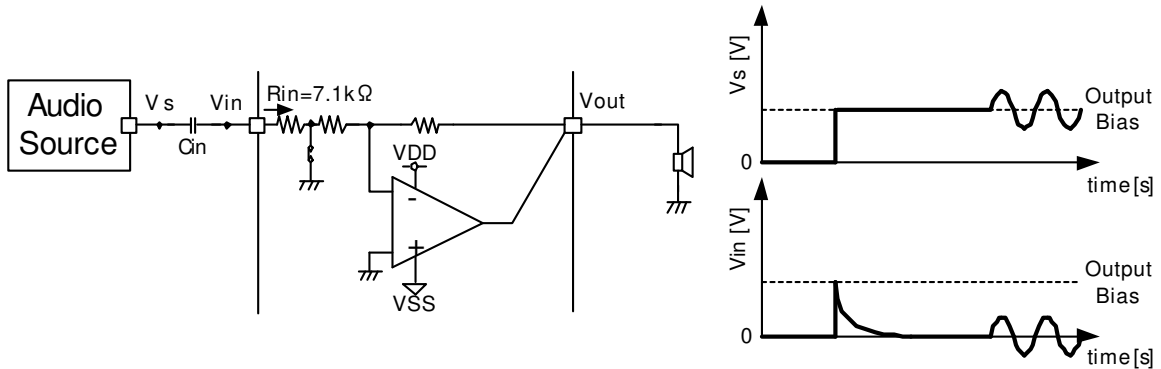 Audio
Source
Vs
Vin
Cin
Rin=7.1kΩ
VDD
-
+
VSS
Vout
Vs [V]
0
Output
Bias
time[s]
Vin [V]
0
Output
Bias
time[s]